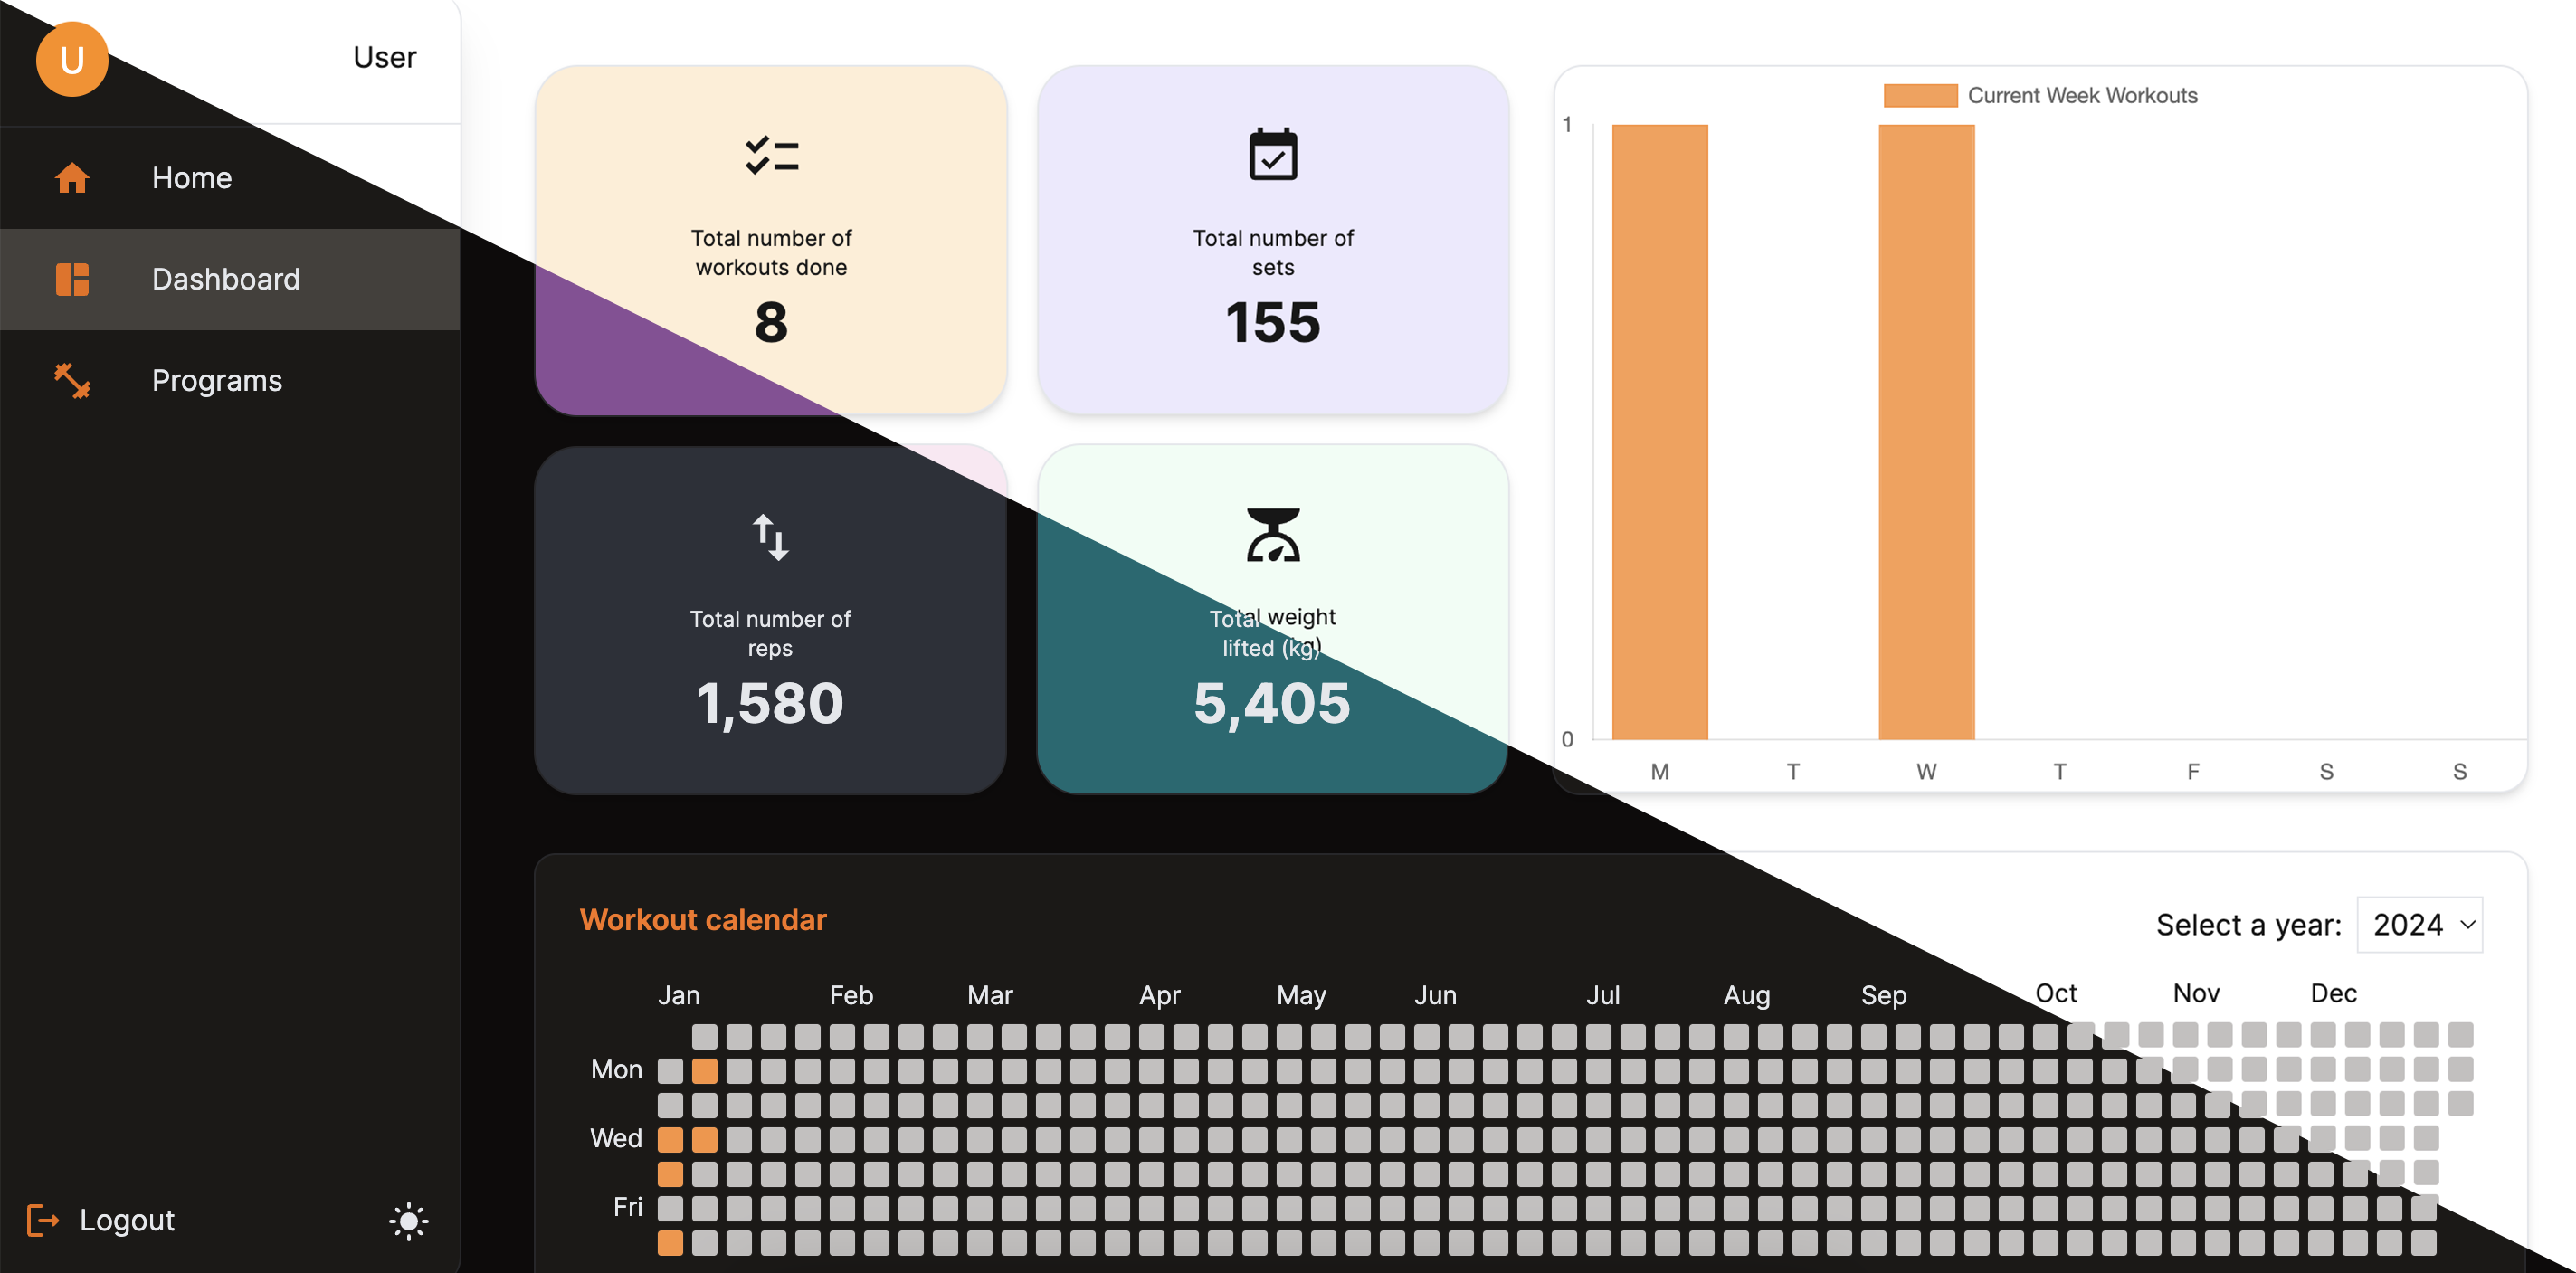 U
User
Home
Dashboard
Programs
Logout
Total number of
workouts done
8
Total number of
sets
155
Total number of
reps
1,580
Total weight
lifted (kg)
5,405
Current Week Workouts
1
0
M T W T F S S
Workout calendar
Select a year: 2024
Jan Feb Mar Apr May Jun Jul Aug Sep Oct Nov Dec
Mon
Wed
Fri